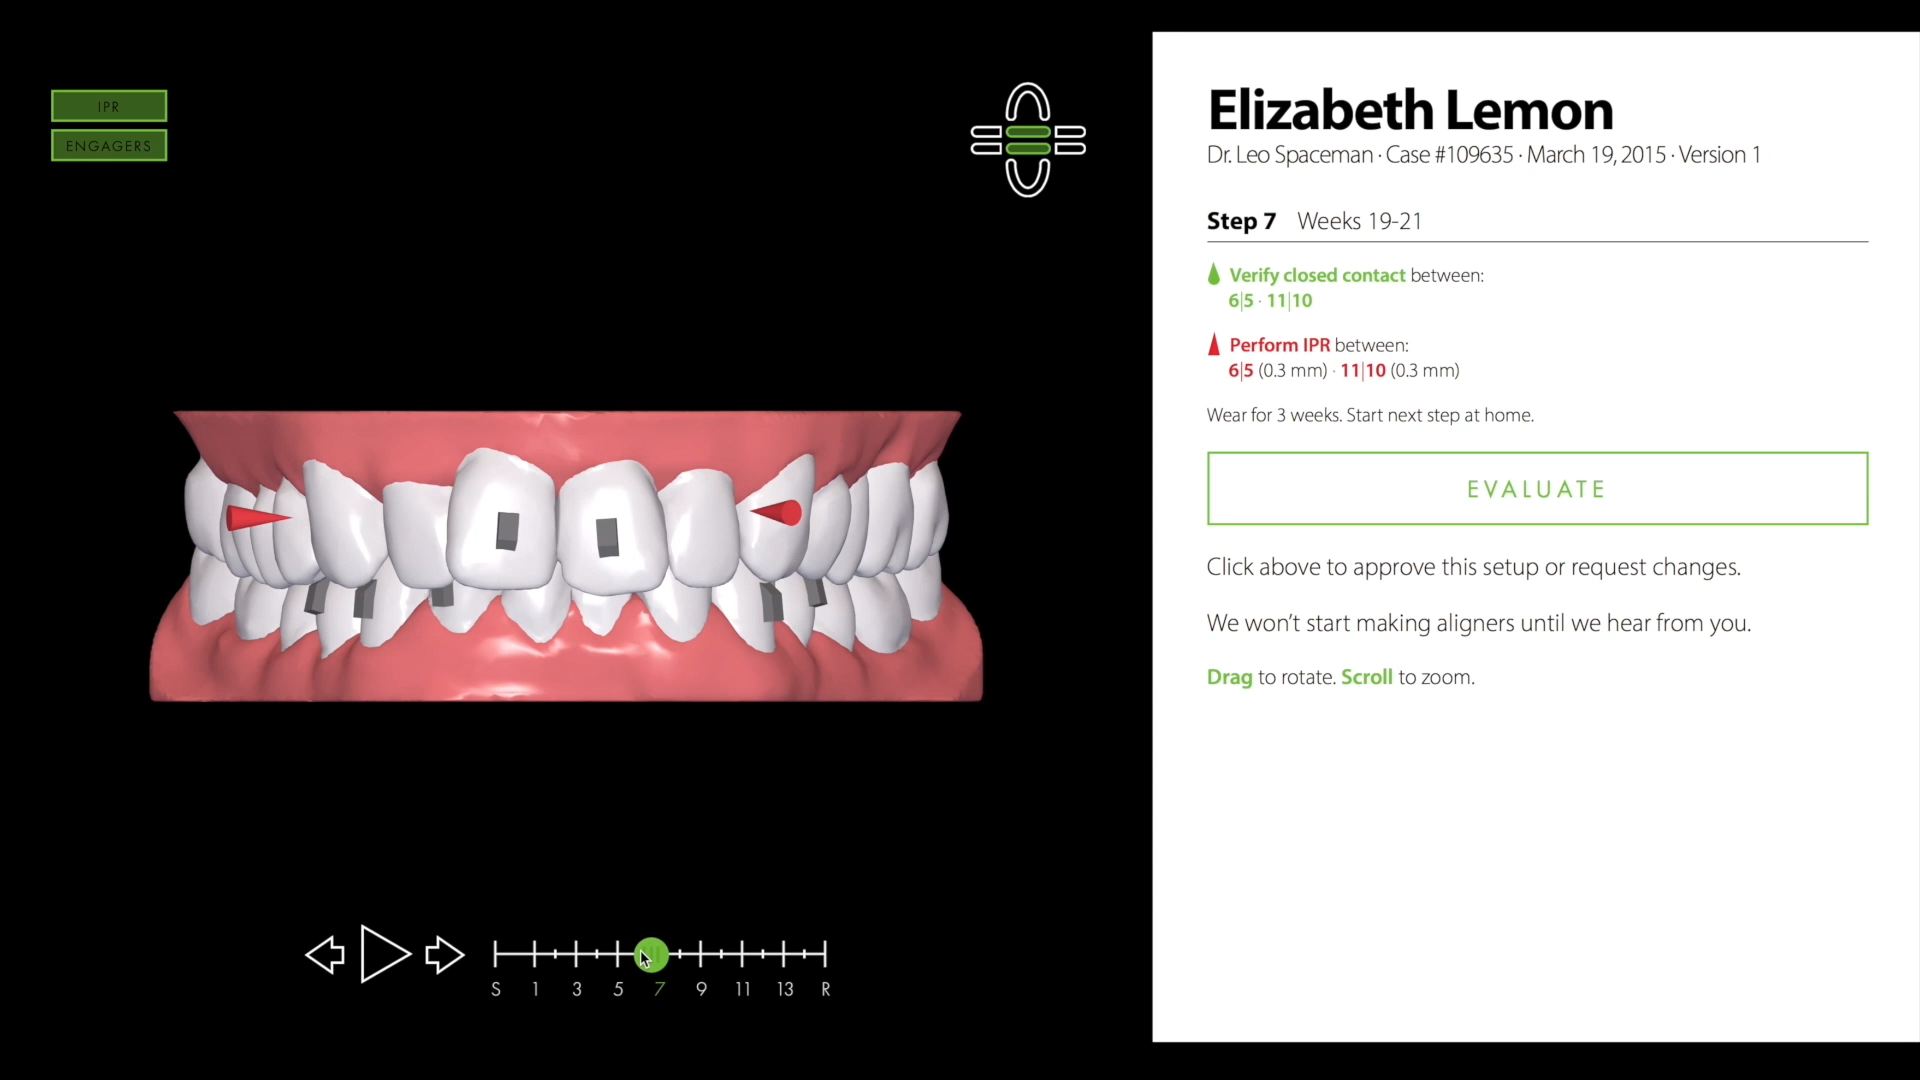 IPR
ENGAGERS
Elizabeth Lemon
Dr. Leo Spaceman · Case #109635 · March 19, 2015 · Version 1
Step 7 Weeks 19-21
Verify closed contact between:
6|5 · 11|10
Perform IPR between:
6|5 (0.3 mm) · 11|10 (0.3 mm)
Wear for 3 weeks. Start next step at home.
EVALUATE
Click above to approve this setup or request changes.
We won’t start making aligners until we hear from you.
Drag to rotate. Scroll to zoom.
S 1 3 5 7 9 11 13 R